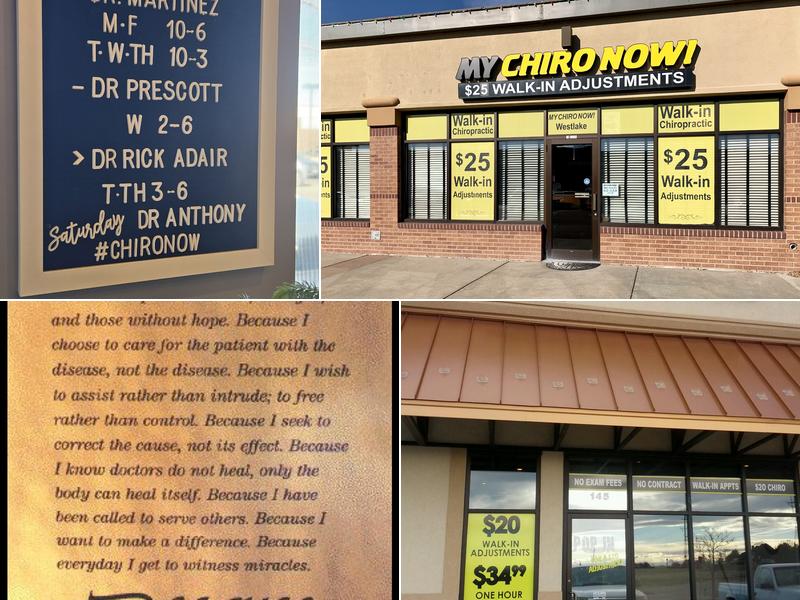 DR. MARTINEZ
M·F 10-6
T·W·TH 10-3
- DR PRESCOTT
W 2-6
> DR RICK ADAIR
T·TH 3-6
Saturday DR ANTHONY
#CHIRONOW
MY CHIRO NOW!
$25 WALK-IN ADJUSTMENTS
Walk-in
Chiropractic
$25
Walk-in
Adjustments
MY CHIRO NOW!
Westlake
Walk-in
Chiropractic
$25
Walk-in
Adjustments
and those without hope. Because I
choose to care for the patient with the
disease, not the disease. Because I wish
to assist rather than intrude; to free
rather than control. Because I seek to
correct the cause, not its effect. Because
I know doctors do not heal, only the
body can heal itself. Because I have
been called to serve others. Because I
want to make a difference. Because
everyday I get to witness miracles.
NO EXAM FEES
NO CONTRACT
WALK-IN APPTS
$20 CHIRO
145
$20
WALK-IN
ADJUSTMENTS
$34.99
ONE HOUR